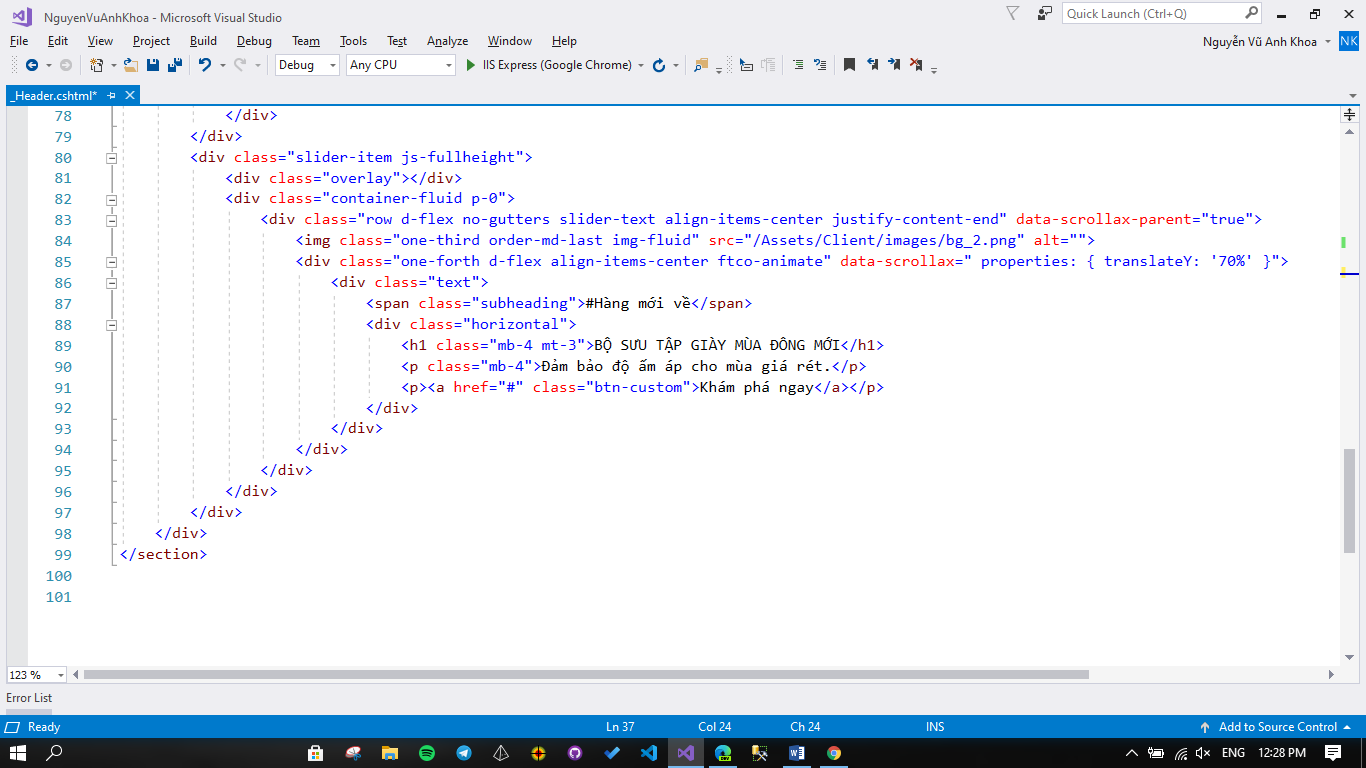 NguyenVuAnhKhoa - Microsoft Visual Studio
Quick Launch (Ctrl+Q)
File Edit View Project Build Debug Team Tools Test Analyze Window Help
Nguyễn Vũ Anh Khoa NK
Debug Any CPU IIS Express (Google Chrome)
_Header.cshtml*
78 </div>
79 </div>
80 <div class="slider-item js-fullheight">
81 <div class="overlay"></div>
82 <div class="container-fluid p-0">
83 <div class="row d-flex no-gutters slider-text align-items-center justify-content-end" data-scrollax-parent="true">
84 <img class="one-third order-md-last img-fluid" src="/Assets/Client/images/bg_2.png" alt="">
85 <div class="one-forth d-flex align-items-center ftco-animate" data-scrollax=" properties: { translateY: '70%' }">
86 <div class="text">
87 <span class="subheading">#Hàng mới về</span>
88 <div class="horizontal">
89 <h1 class="mb-4 mt-3">BỘ SƯU TẬP GIÀY MÙA ĐÔNG MỚI</h1>
90 <p class="mb-4">Đảm bảo độ ấm áp cho mùa giá rét.</p>
91 <p><a href="#" class="btn-custom">Khám phá ngay</a></p>
92 </div>
93 </div>
94 </div>
95 </div>
96 </div>
97 </div>
98 </div>
99 </section>
100
101
123 %
Error List
Ready Ln 37 Col 24 Ch 24 INS Add to Source Control
ENG 12:28 PM